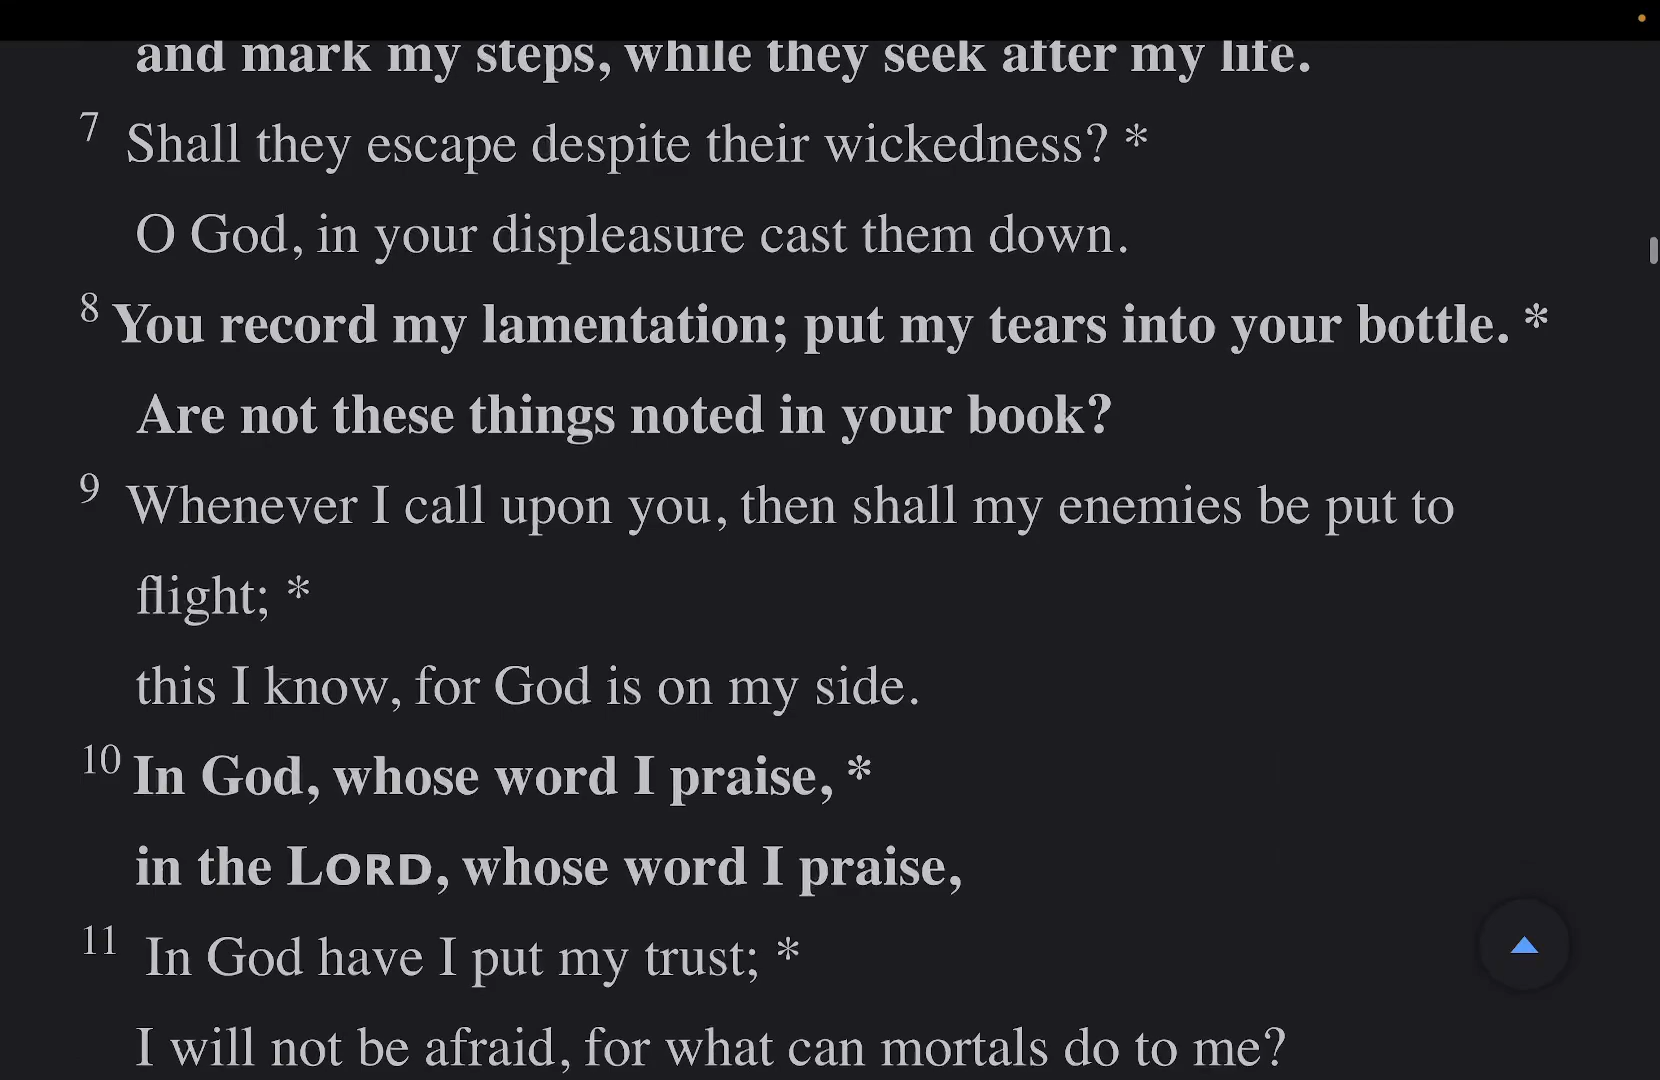 and mark my steps, while they seek after my life.
7 Shall they escape despite their wickedness? *
O God, in your displeasure cast them down.
8 You record my lamentation; put my tears into your bottle. *
Are not these things noted in your book?
9 Whenever I call upon you, then shall my enemies be put to
flight; *
this I know, for God is on my side.
10 In God, whose word I praise, *
in the LORD, whose word I praise,
11 In God have I put my trust; *
I will not be afraid, for what can mortals do to me?